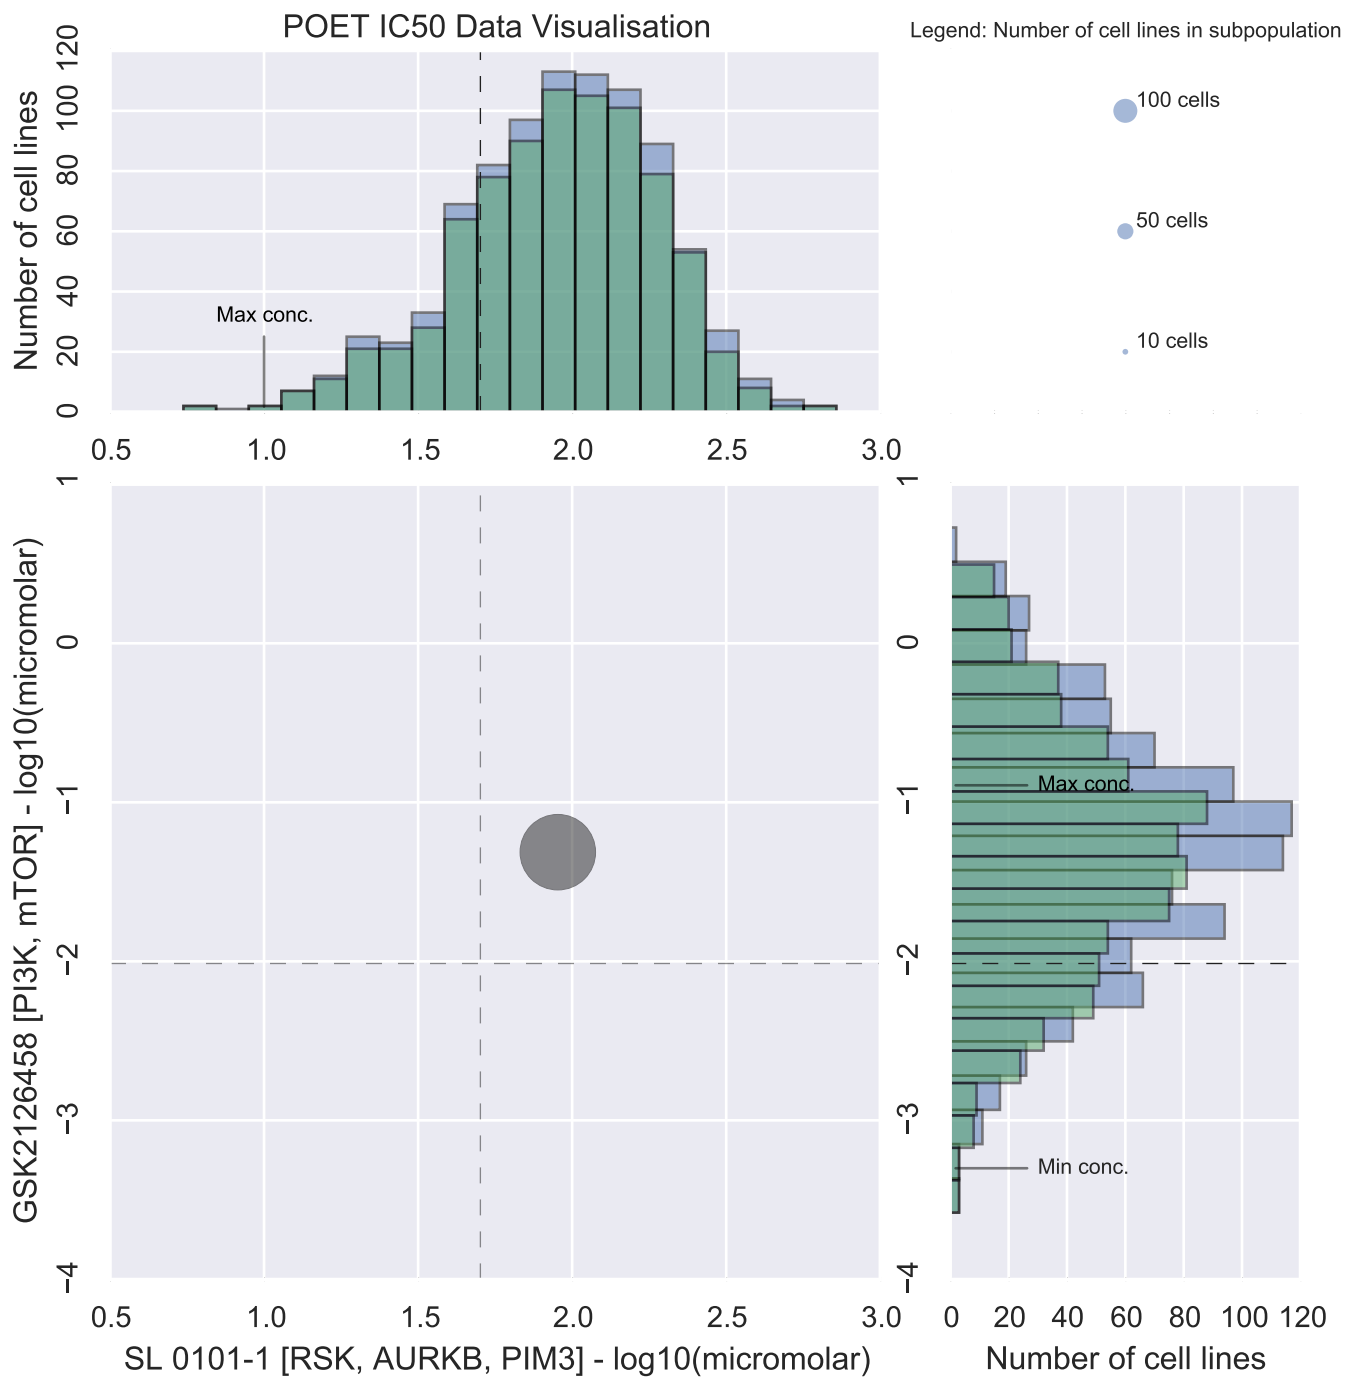 POET IC50 Data Visualisation
Legend: Number of cell lines in subpopulation
100 cells
50 cells
10 cells
Number of cell lines
120
100
80
60
40
20
0
Max conc.
0.5 1.0 1.5 2.0 2.5 3.0
GSK2126458 [PI3K, mTOR] - log10(micromolar)
1
0
−1
−2
−3
−4
0.5 1.0 1.5 2.0 2.5 3.0
SL 0101-1 [RSK, AURKB, PIM3] - log10(micromolar)
1
0
−1
−2
−3
−4
Max conc.
Min conc.
0 20 40 60 80 100 120
Number of cell lines